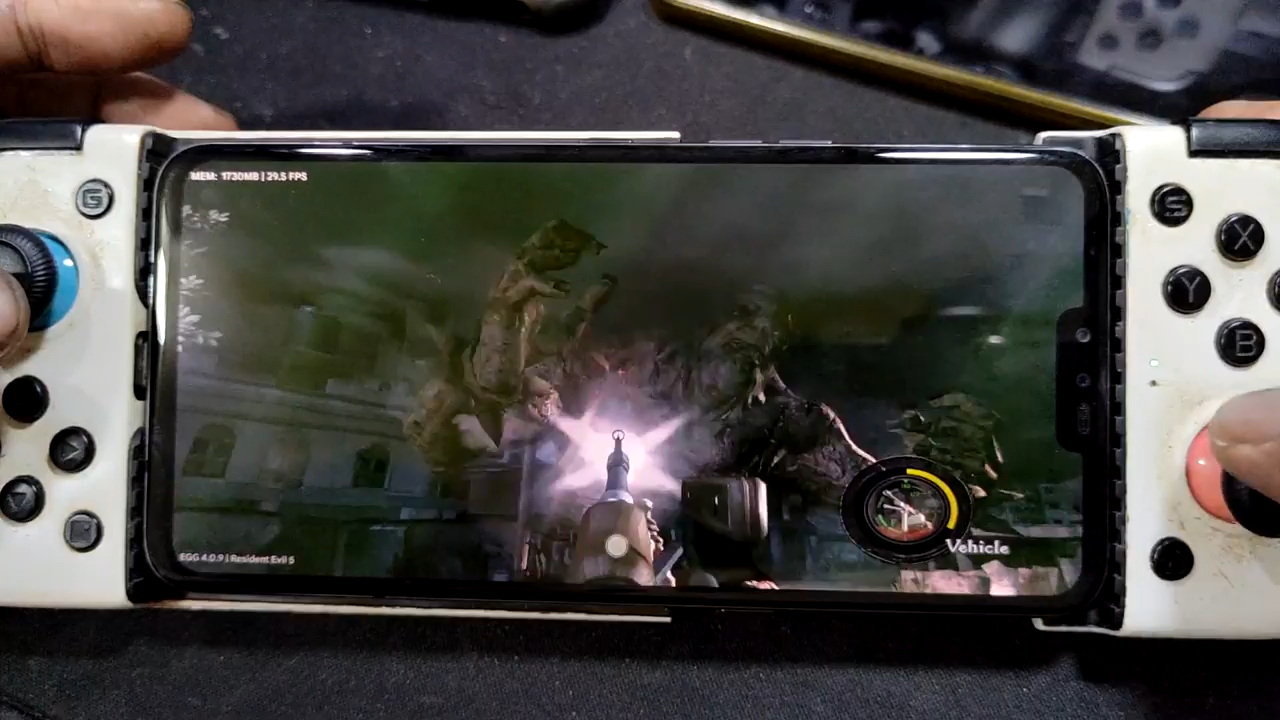 MEM: 1730MB | 29.5 FPS
G
S
X
Y
B
EGG 4.0.9 | Resident Evil 5
Vehicle